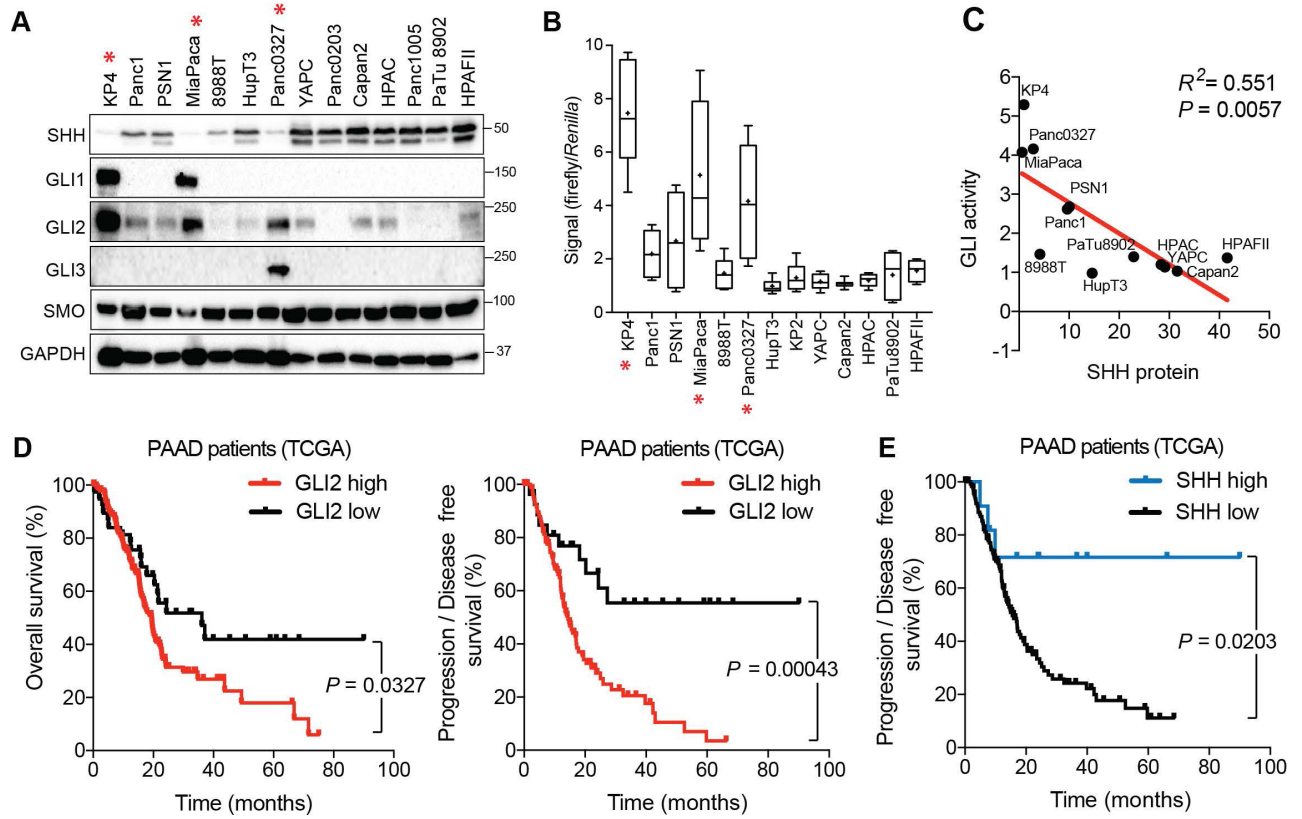 A
KP4 *
Panc1
PSN1
MiaPaca *
8988T
HupT3
Panc0327 *
YAPC
Panc0203
Capan2
HPAC
Panc1005
PaTu 8902
HPAFII
SHH
50
GLI1
150
GLI2
250
GLI3
250
SMO
100
GAPDH
37
B
Signal (firefly/Renilla)
10
8
6
4
2
0
* KP4
Panc1
PSN1
* MiaPaca
8988T
* Panc0327
HupT3
KP2
YAPC
Capan2
HPAC
PaTu8902
HPAFII
C
R2= 0.551
P = 0.0057
GLI activity
6
5
4
3
2
1
0
-1
KP4
Panc0327
MiaPaca
PSN1
Panc1
PaTu8902
HPAC
HPAFII
YAPC
8988T
Capan2
HupT3
10 20 30 40 50
SHH protein
D
PAAD patients (TCGA)
GLI2 high
GLI2 low
Overall survival (%)
100
80
60
40
20
0
P = 0.0327
0 20 40 60 80 100
Time (months)
PAAD patients (TCGA)
GLI2 high
GLI2 low
Progression / Disease free
survival (%)
100
80
60
40
20
0
P = 0.00043
0 20 40 60 80 100
Time (months)
E
PAAD patients (TCGA)
SHH high
SHH low
Progression / Disease free
survival (%)
100
80
60
40
20
0
P = 0.0203
0 20 40 60 80 100
Time (months)